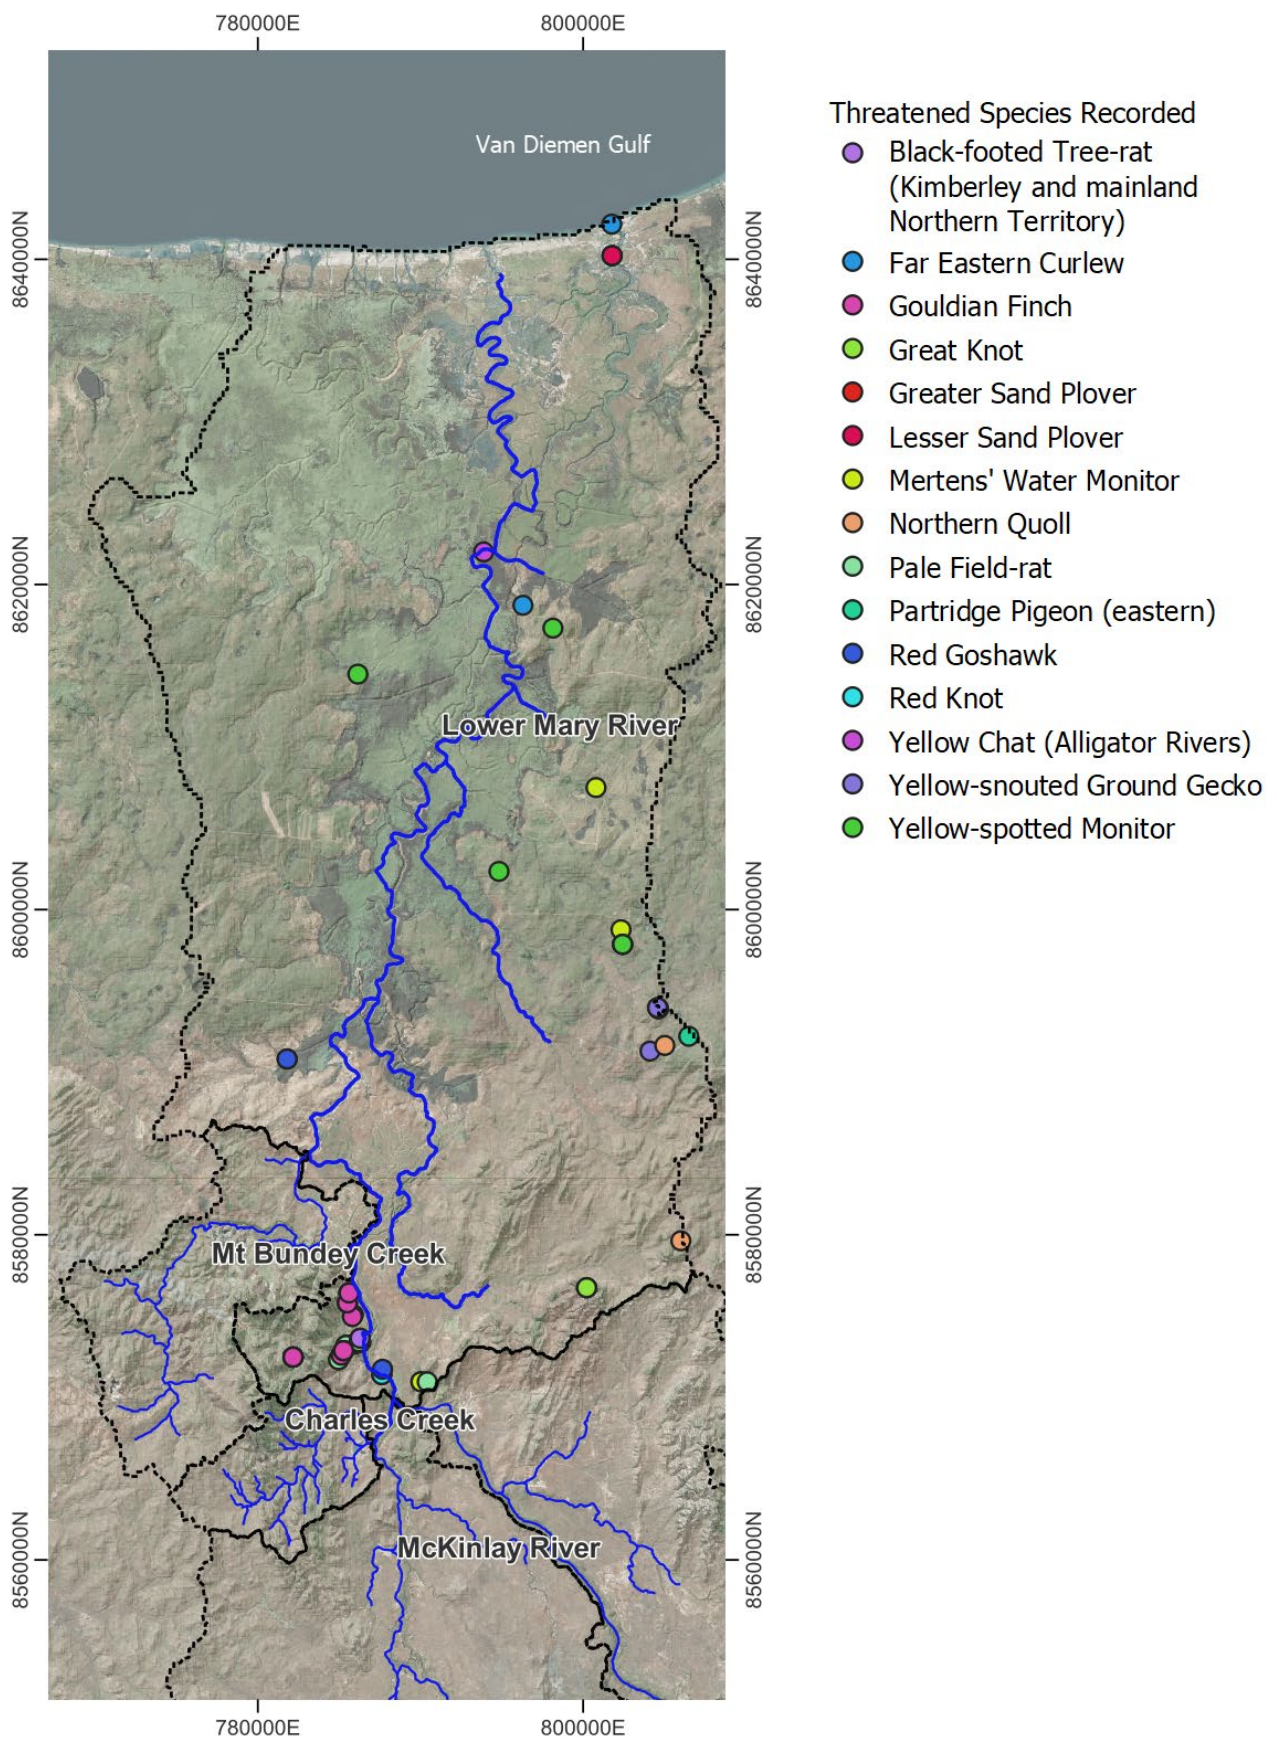 780000E
800000E
Van Diemen Gulf
8640000N
8640000N
8620000N
8620000N
Lower Mary River
8600000N
8600000N
8580000N
8580000N
Mt Bundey Creek
Charles Creek
McKinlay River
8560000N
8560000N
780000E
800000E
Threatened Species Recorded
Black-footed Tree-rat
(Kimberley and mainland
Northern Territory)
Far Eastern Curlew
Gouldian Finch
Great Knot
Greater Sand Plover
Lesser Sand Plover
Mertens' Water Monitor
Northern Quoll
Pale Field-rat
Partridge Pigeon (eastern)
Red Goshawk
Red Knot
Yellow Chat (Alligator Rivers)
Yellow-snouted Ground Gecko
Yellow-spotted Monitor